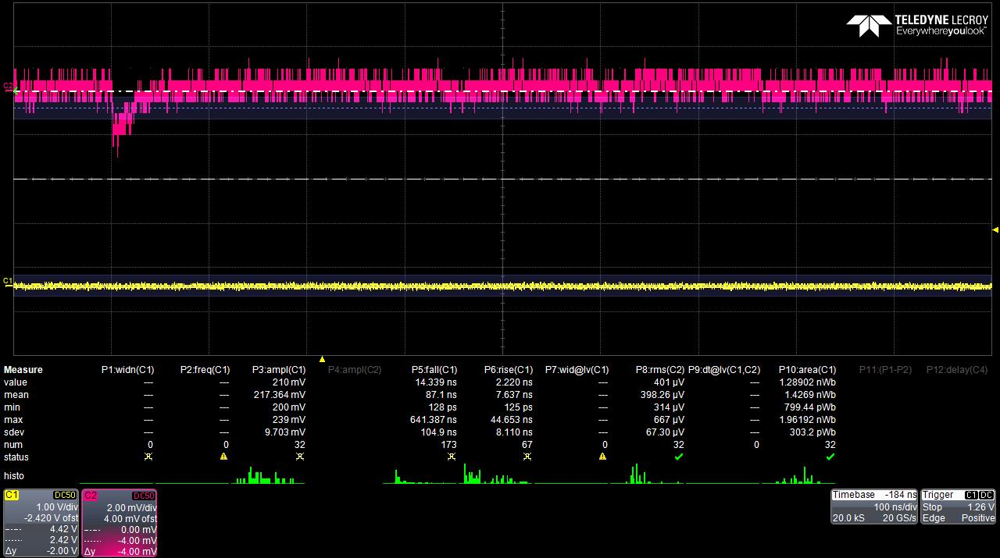 TELEDYNE LECROY
Everywhereyoulook™
C2
C1
Measure P1:widn(C1) P2:freq(C1) P3:ampl(C1) P4:ampl(C2) P5:fall(C1) P6:rise(C1) P7:wid@lv(C1) P8:rms(C2) P9:dt@lv(C1,C2) P10:area(C1) P11:(P1-P2) P12:delay(C4)
value --- --- 210 mV 14.339 ns 2.220 ns --- 401 µV --- 1.28902 nWb
mean --- --- 217.364 mV 87.1 ns 7.637 ns --- 398.26 µV --- 1.4269 nWb
min --- --- 200 mV 128 ps 125 ps --- 314 µV --- 799.44 pWb
max --- --- 239 mV 641.387 ns 44.653 ns --- 667 µV --- 1.96192 nWb
sdev --- --- 9.703 mV 104.9 ns 8.110 ns --- 67.30 µV --- 303.2 pWb
num 0 0 32 173 67 0 32 0 32
status
histo
C1 DC50
1.00 V/div
-2.420 V ofst
4.42 V
2.42 V
Δy -2.00 V
C2 DC50
2.00 mV/div
4.00 mV ofst
0.00 mV
-4.00 mV
Δy -4.00 mV
Timebase -184 ns
100 ns/div
20.0 kS 20 GS/s
Trigger C1 DC
Stop 1.26 V
Edge Positive